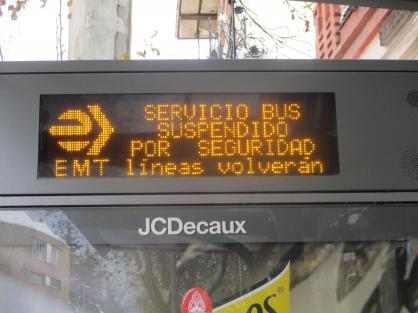 SERVICIO BUS
SUSPENDIDO
POR SEGURIDAD
EMT líneas volverán
JCDecaux